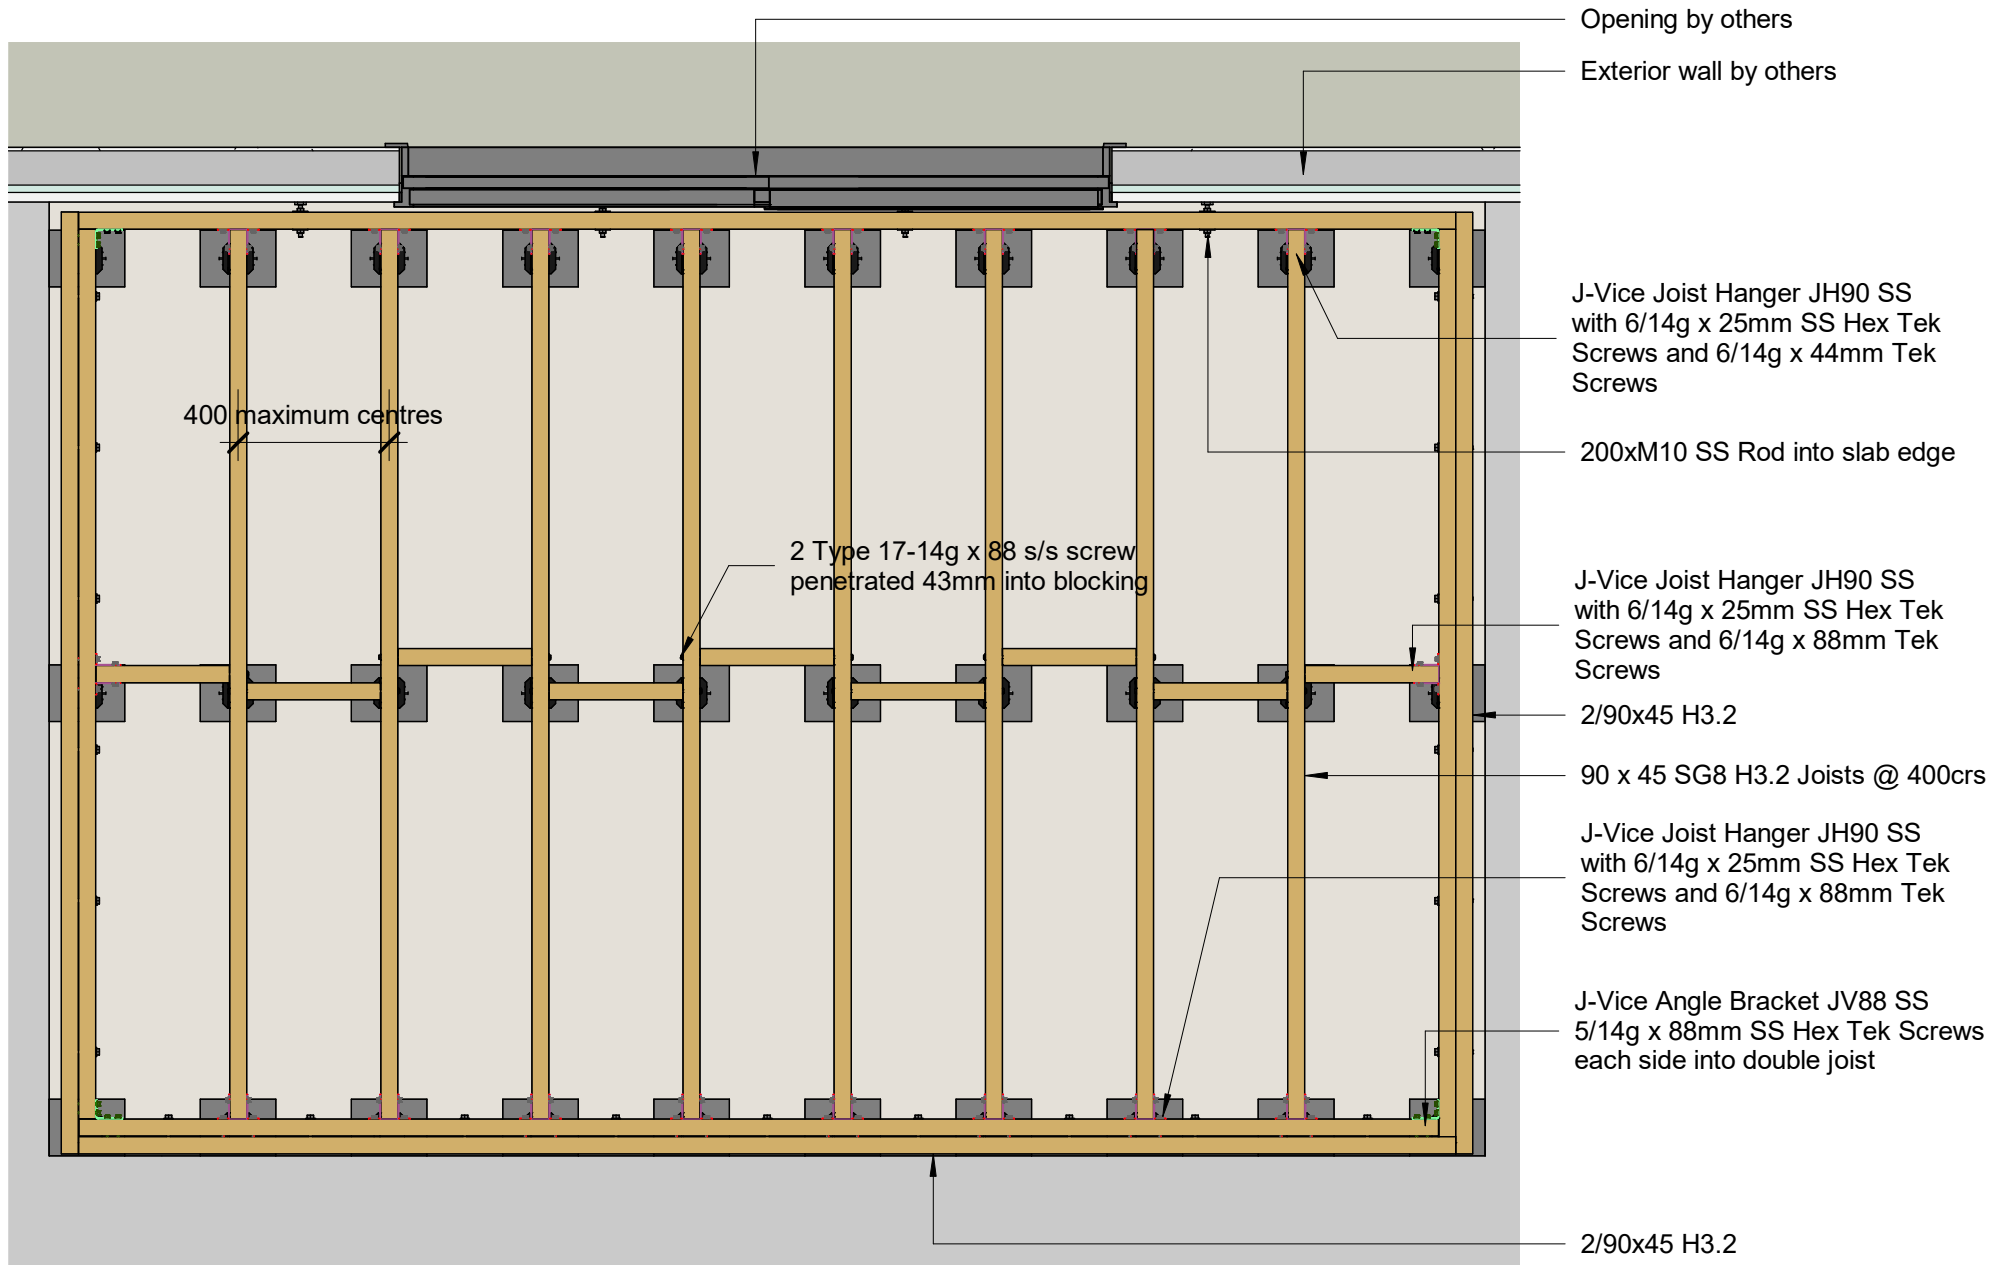 Opening by others
Exterior wall by others
J-Vice Joist Hanger JH90 SS
with 6/14g x 25mm SS Hex Tek
Screws and 6/14g x 44mm Tek
Screws
400 maximum centres
200xM10 SS Rod into slab edge
2 Type 17-14g x 88 s/s screw
penetrated 43mm into blocking
J-Vice Joist Hanger JH90 SS
with 6/14g x 25mm SS Hex Tek
Screws and 6/14g x 88mm Tek
Screws
2/90x45 H3.2
90 x 45 SG8 H3.2 Joists @ 400crs
J-Vice Joist Hanger JH90 SS
with 6/14g x 25mm SS Hex Tek
Screws and 6/14g x 88mm Tek
Screws
J-Vice Angle Bracket JV88 SS
5/14g x 88mm SS Hex Tek Screws
each side into double joist
2/90x45 H3.2